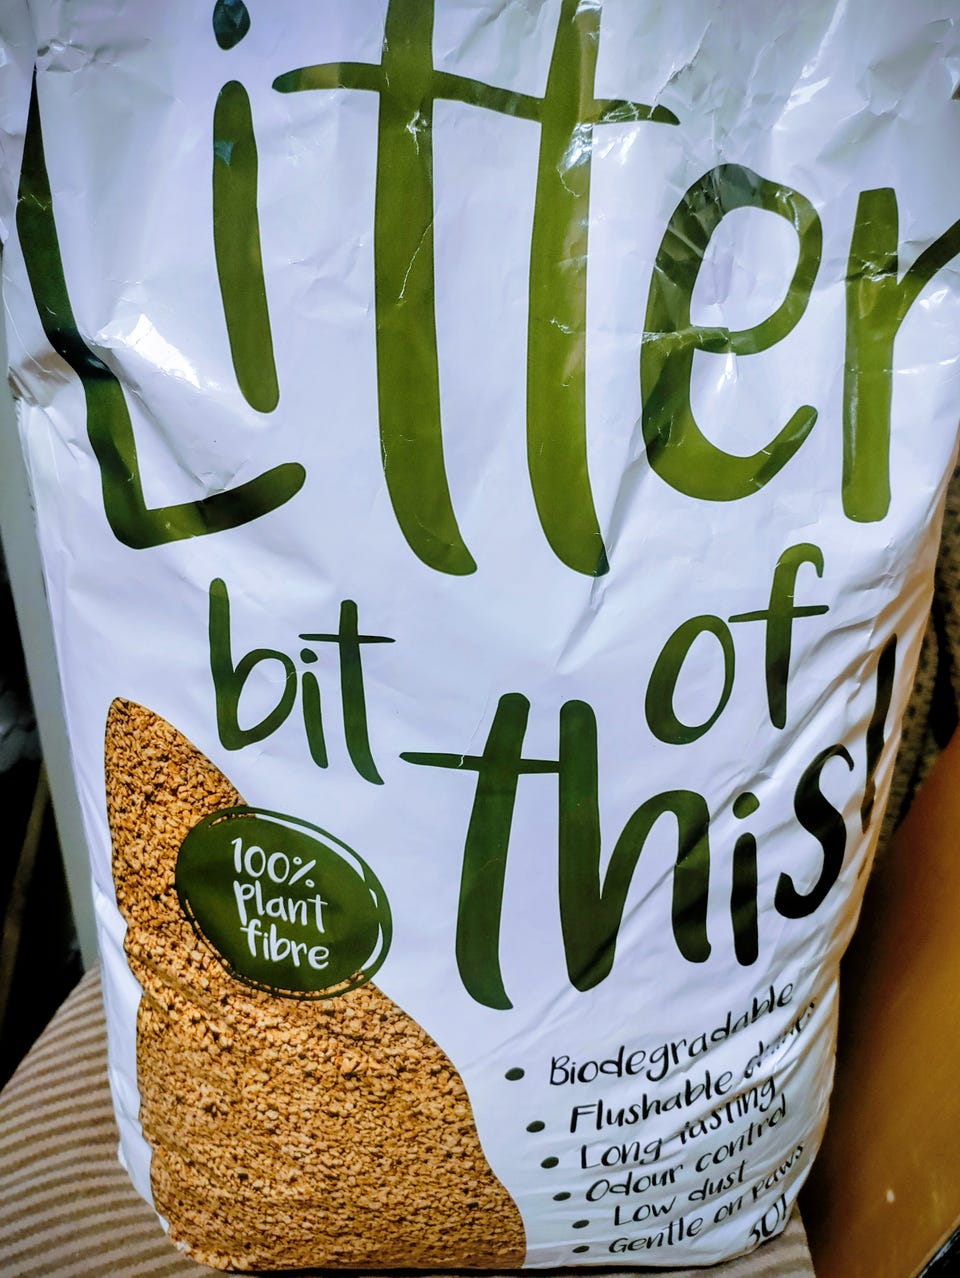 Litter
bit of
this!
100%
plant
fibre
• Biodegradable
• Flushable
• Long lasting
• Odour control
• Low dust
• Gentle on paws
30l